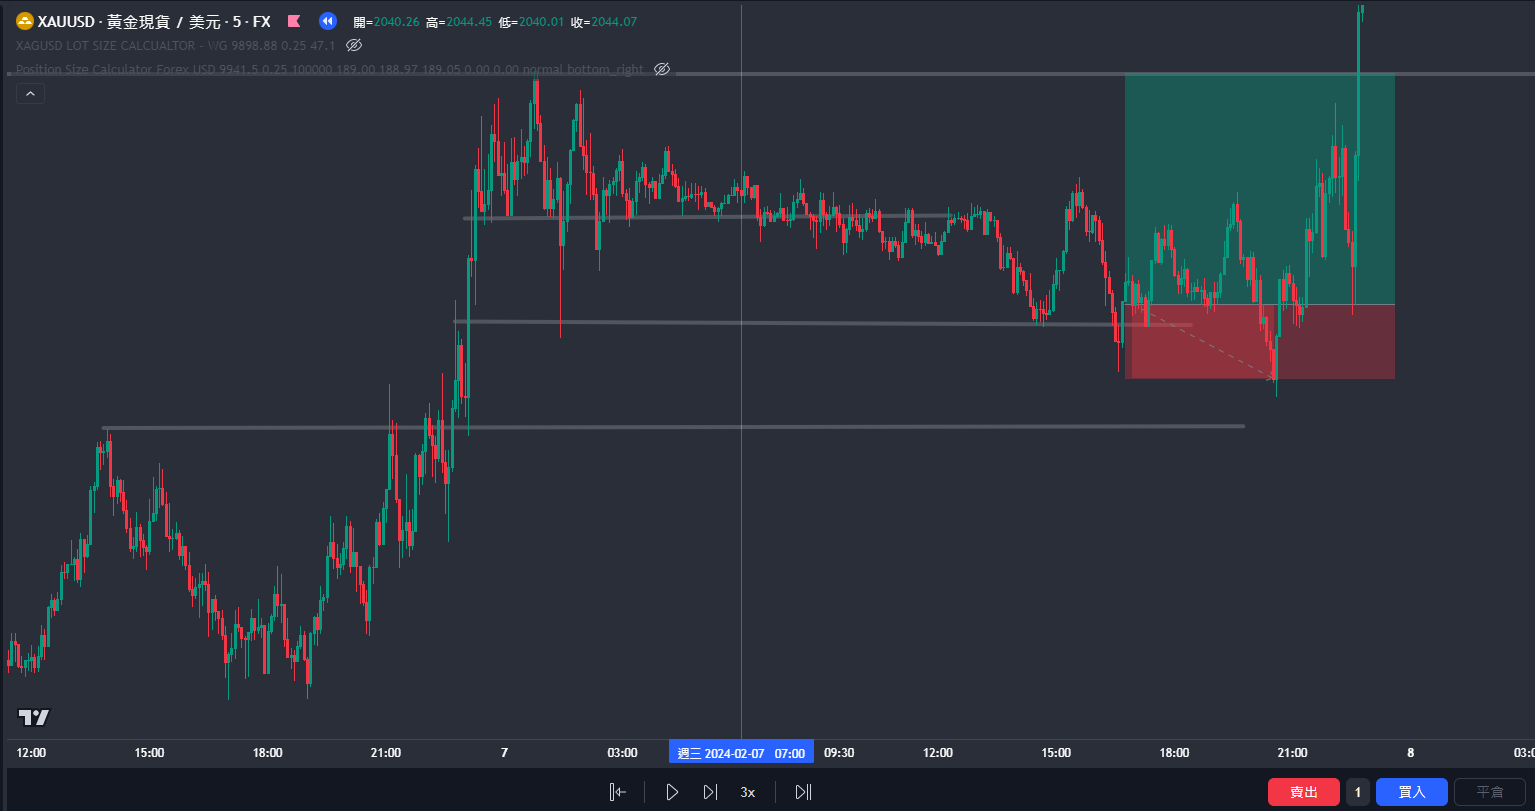 XAUUSD · 黃金現貨 / 美元 · 5 · FX 開=2040.26 高=2044.45 低=2040.01 收=2044.07
XAGUSD LOT SIZE CALCUALTOR - VVG 9898.88 0.25 47.1
Position Size Calculator Forex USD 9941.5 0.25 100000 189.00 188.97 189.05 0.00 0.00 normal bottom_right
12:00 15:00 18:00 21:00 7 03:00 週三 2024-02-07 07:00 09:30 12:00 15:00 18:00 21:00 8
3x 賣出 1 買入 平倉